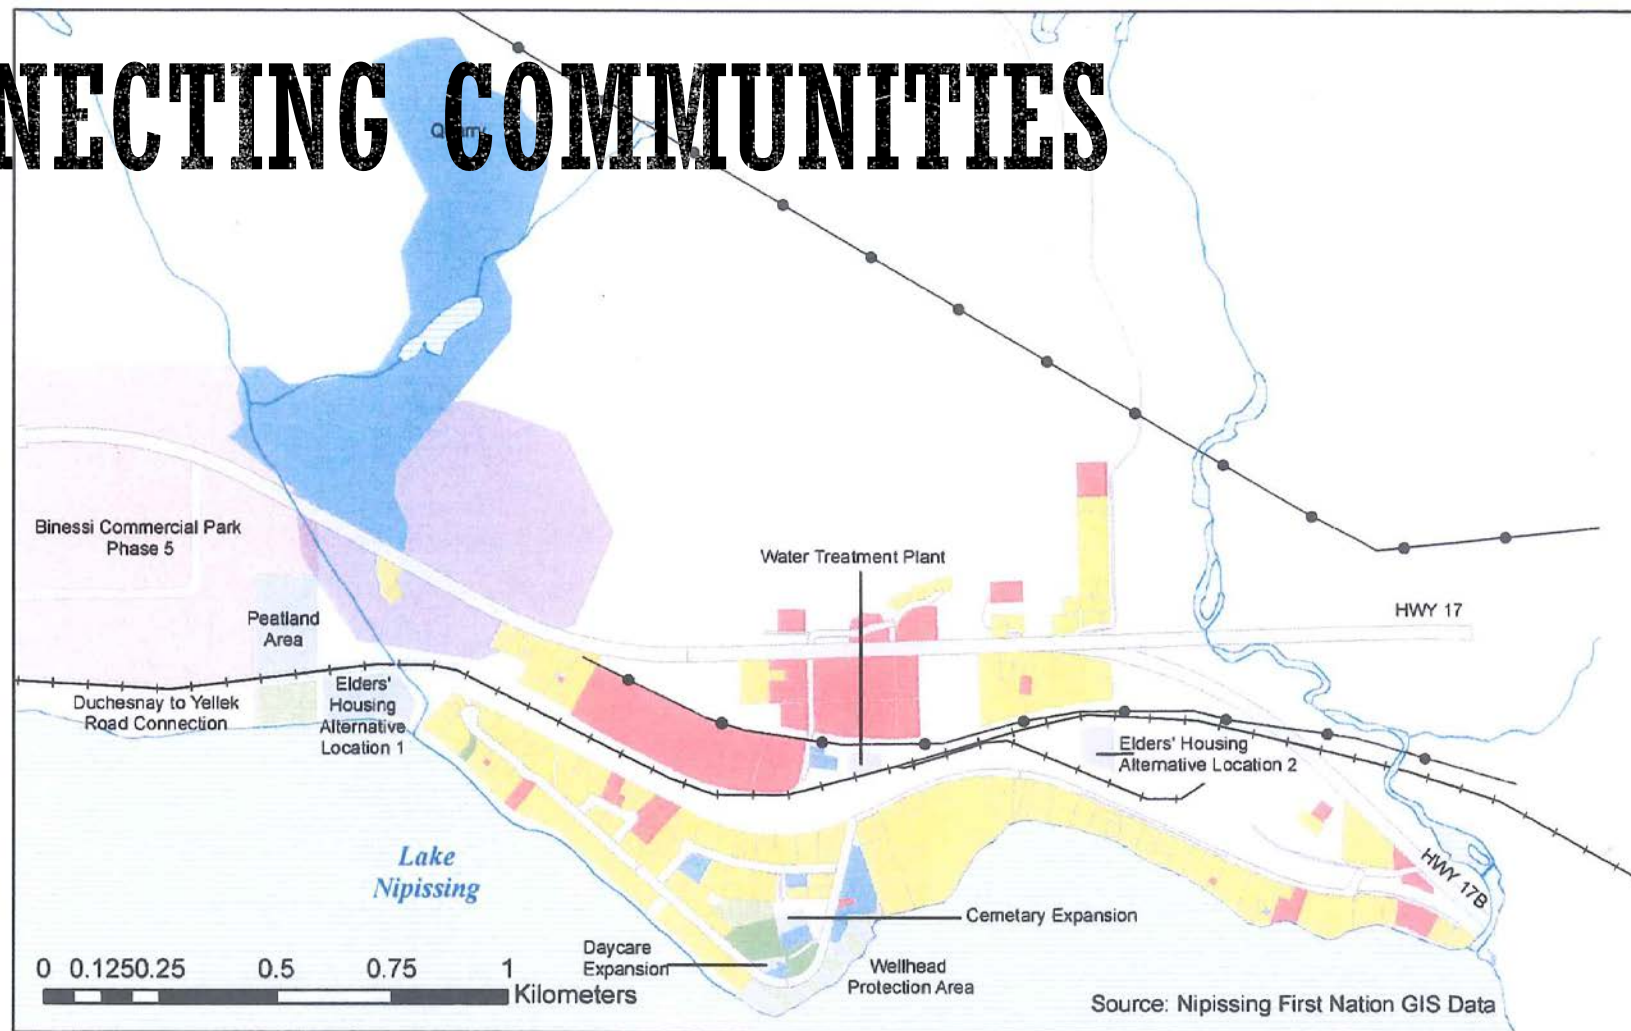 NECTING COMMUNITIES
Quarry
Binessi Commercial Park
Phase 5
Water Treatment Plant
HWY 17
Peatland
Area
Duchesnay to Yellek
Road Connection
Elders'
Housing
Alternative
Location 1
Elders' Housing
Alternative Location 2
Lake
Nipissing
HWY 17B
Cemetary Expansion
Daycare
Expansion
Wellhead
Protection Area
0 0.1250.25 0.5 0.75 1
Kilometers
Source: Nipissing First Nation GIS Data